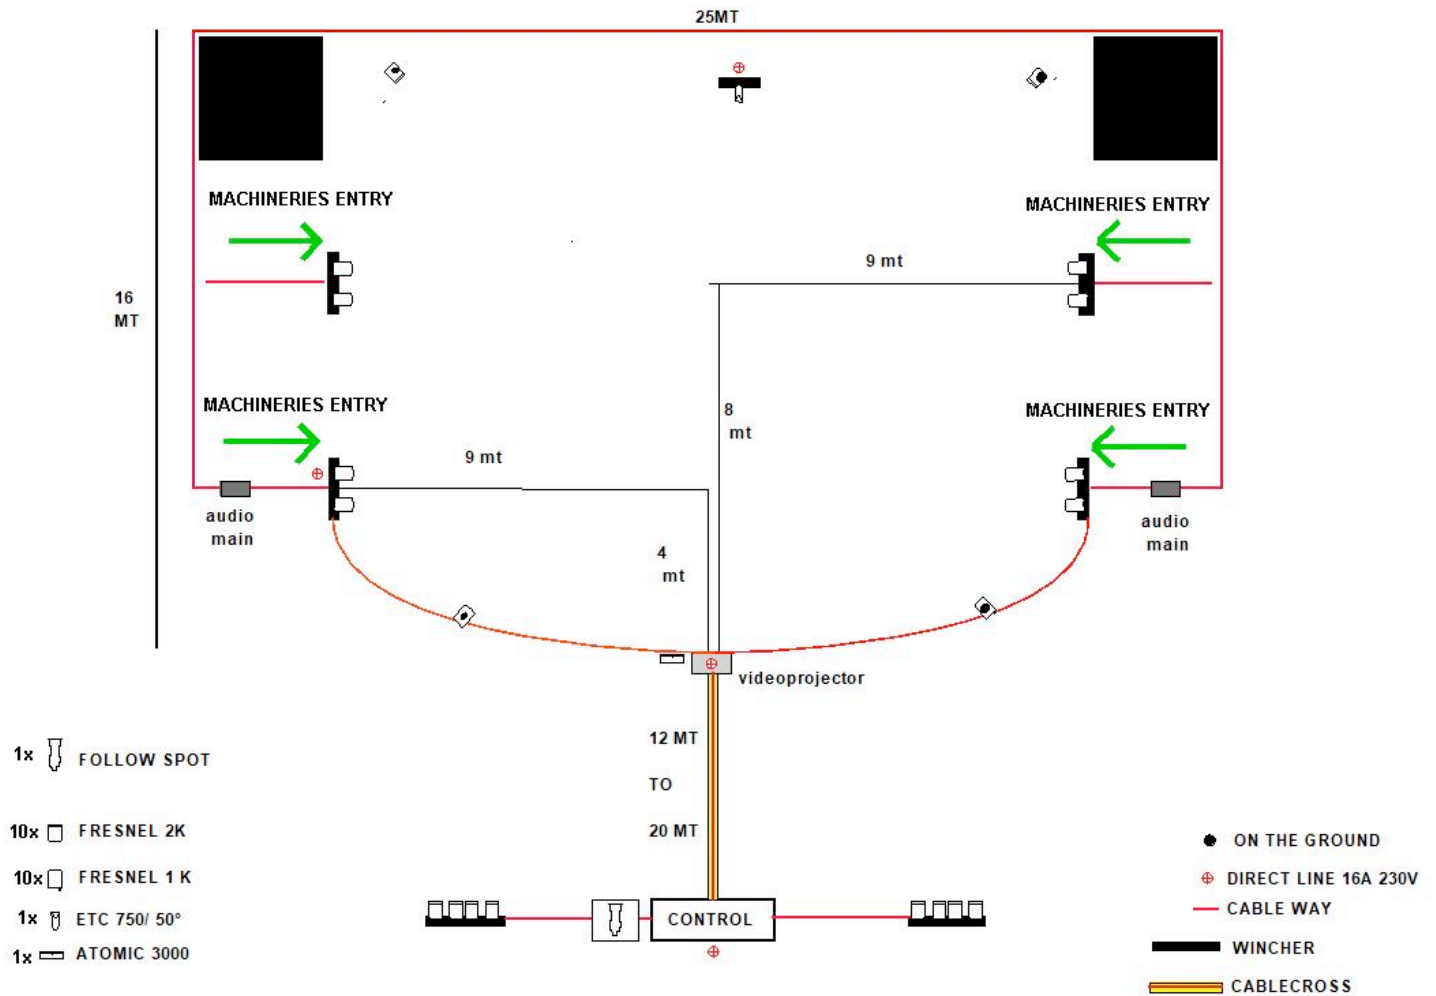 25MT
MACHINERIES ENTRY
MACHINERIES ENTRY
9 mt
16
MT
MACHINERIES ENTRY
MACHINERIES ENTRY
8
mt
9 mt
audio
main
audio
main
4
mt
videoprojector
12 MT
TO
20 MT
1x FOLLOW SPOT
10x FRESNEL 2K
10x FRESNEL 1 K
1x ETC 750/ 50°
1x ATOMIC 3000
CONTROL
ON THE GROUND
DIRECT LINE 16A 230V
CABLE WAY
WINCHER
CABLECROSS